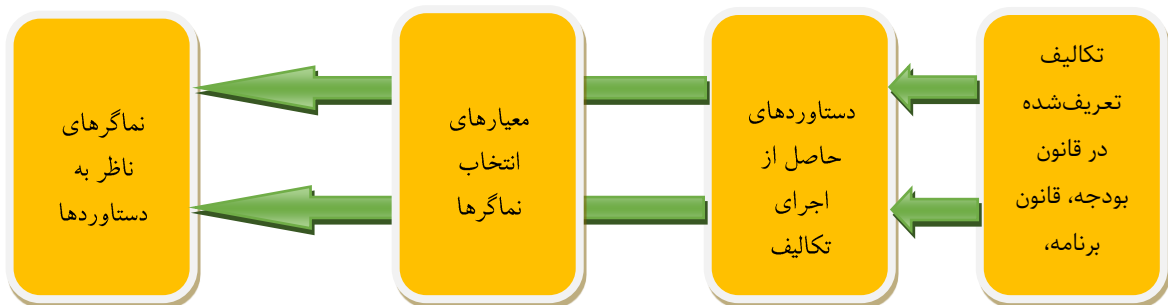 تکالیف
تعریف‌شده
در قانون
بودجه، قانون
برنامه،
دستاوردهای
حاصل از
اجرای
تکالیف
معیارهای
انتخاب
نماگرها
نماگرهای
ناظر به
دستاوردها